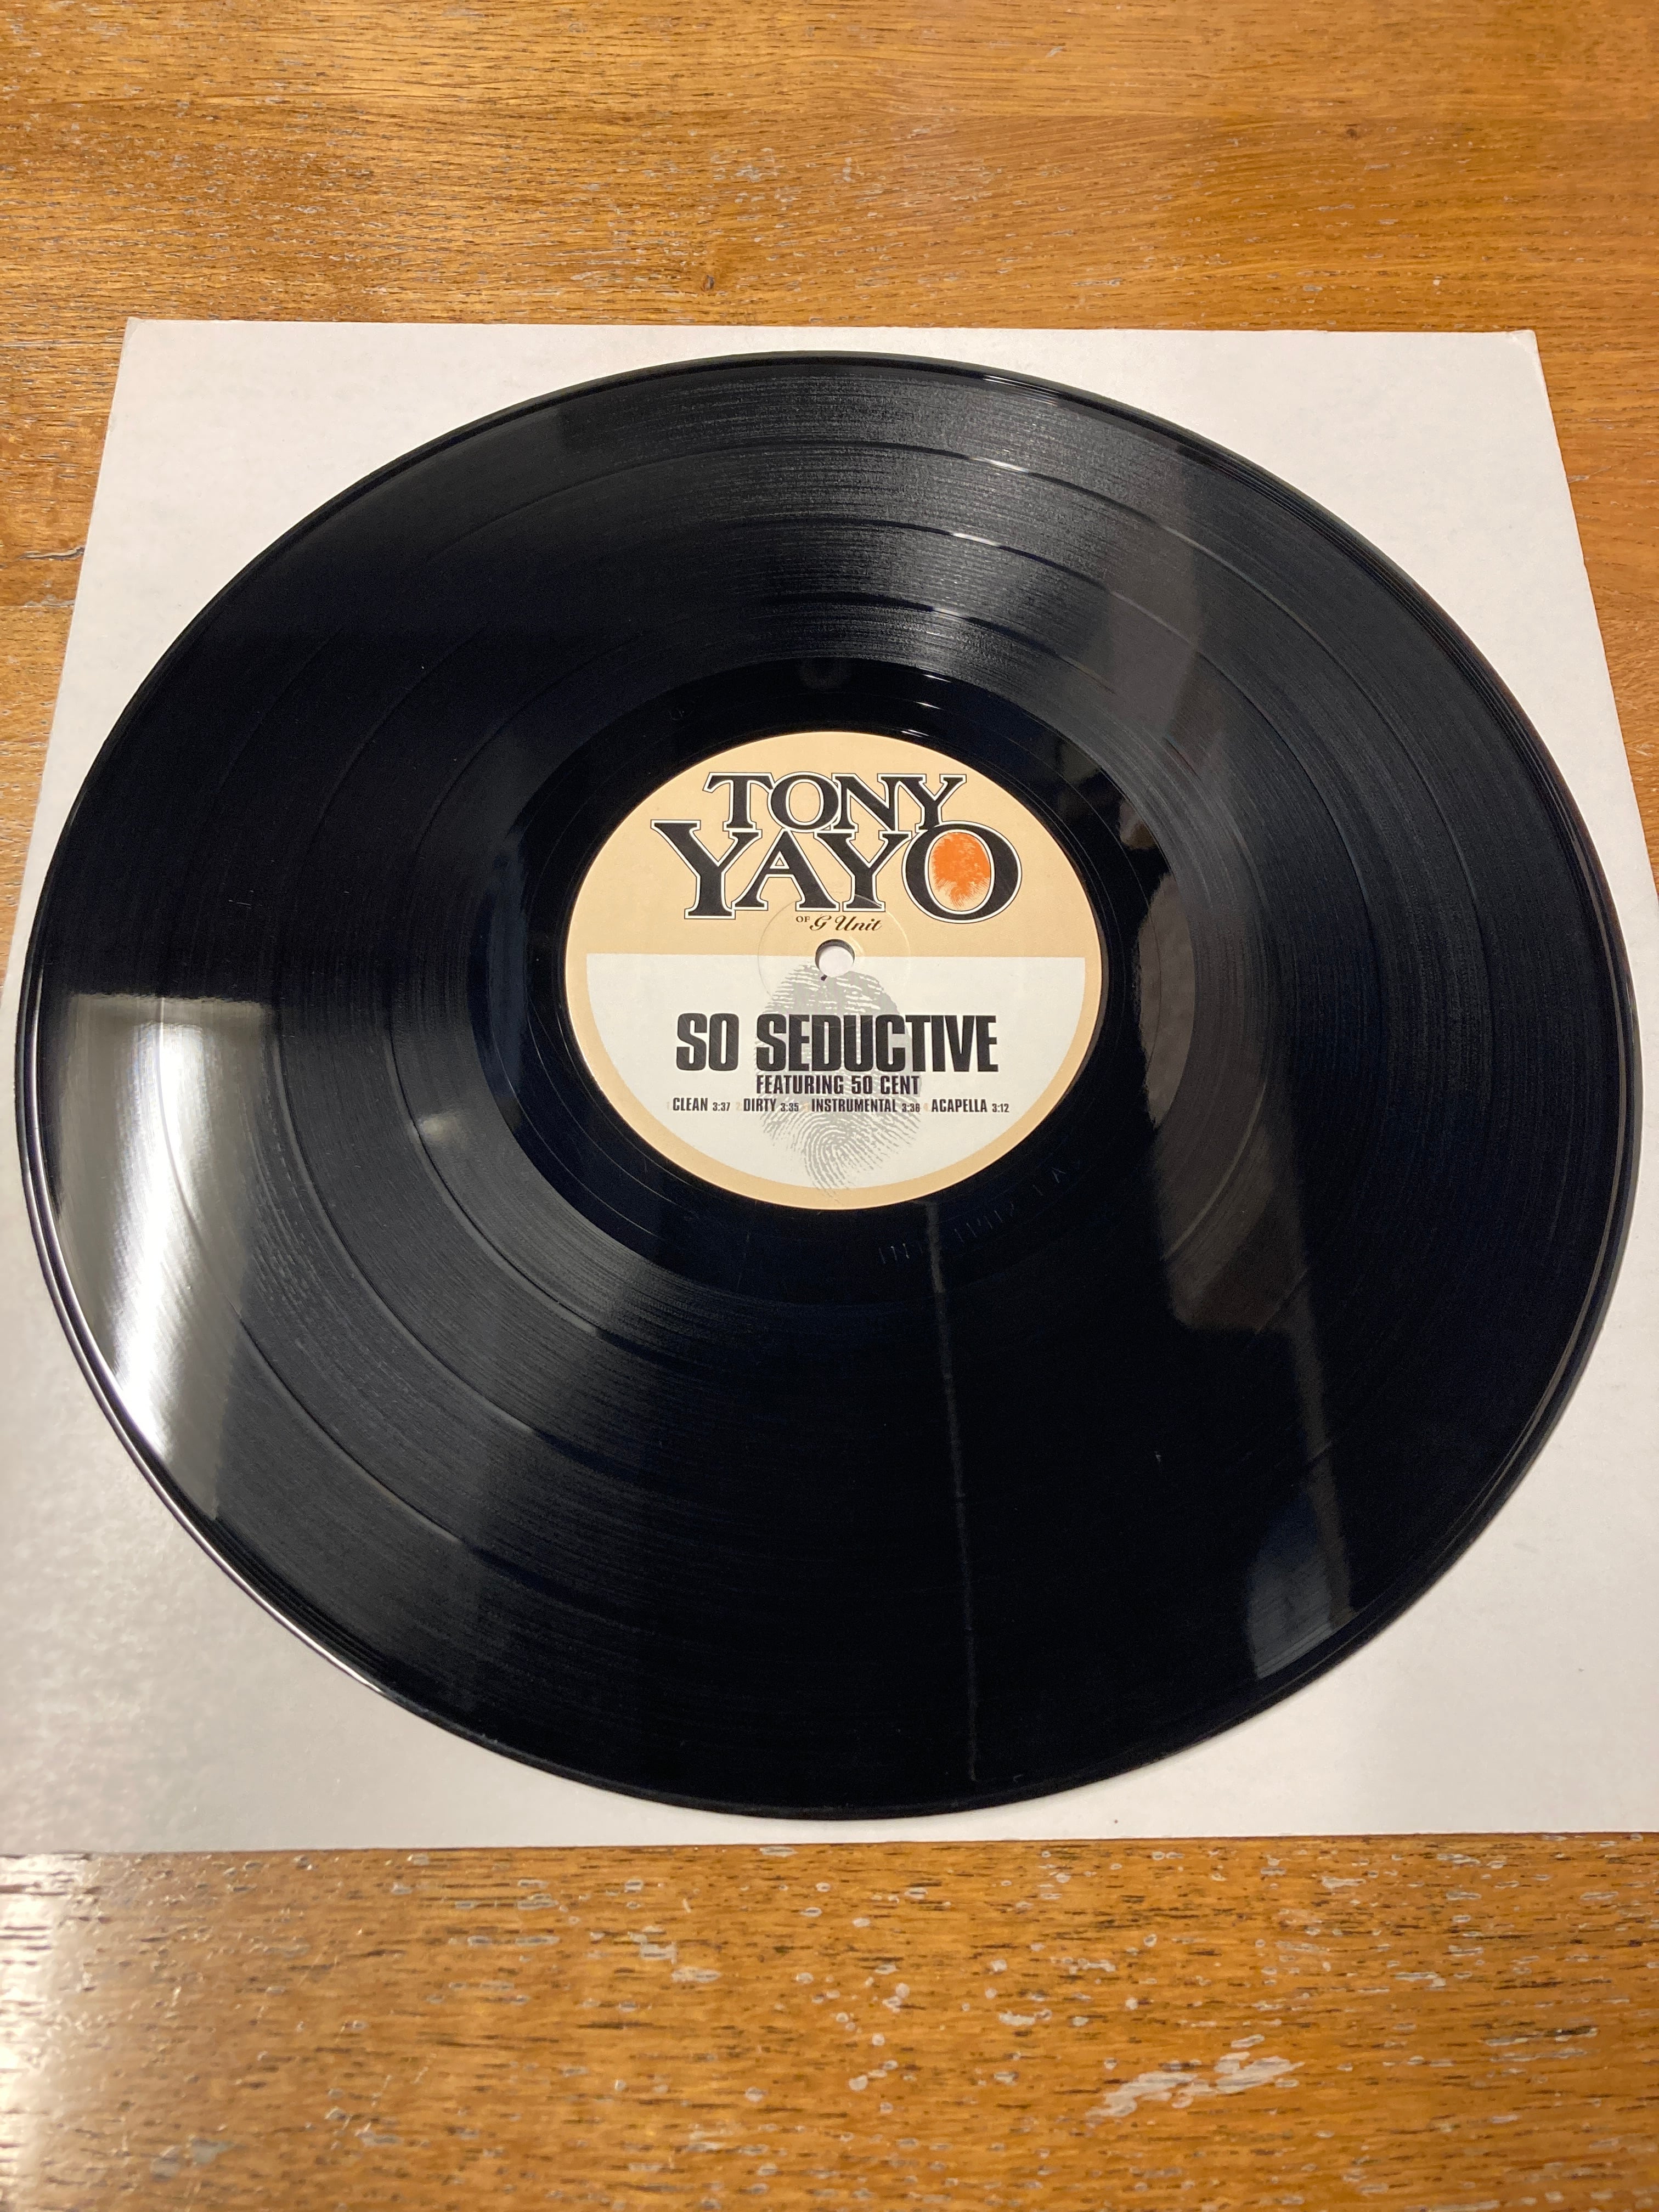 TONY
YAYO
OF G Unit
SO SEDUCTIVE
FEATURING 50 CENT
CLEAN 3:37 DIRTY 3:35 INSTRUMENTAL 3:36 ACAPELLA 3:12